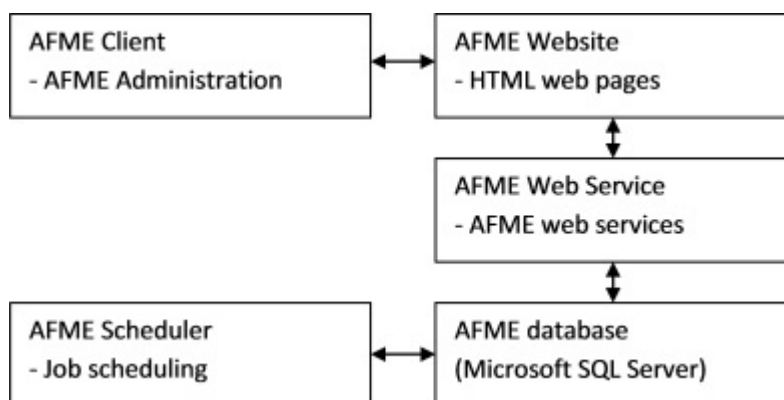 AFME Client
- AFME Administration
AFME Website
- HTML web pages
AFME Web Service
- AFME web services
AFME Scheduler
- Job scheduling
AFME database
(Microsoft SQL Server)